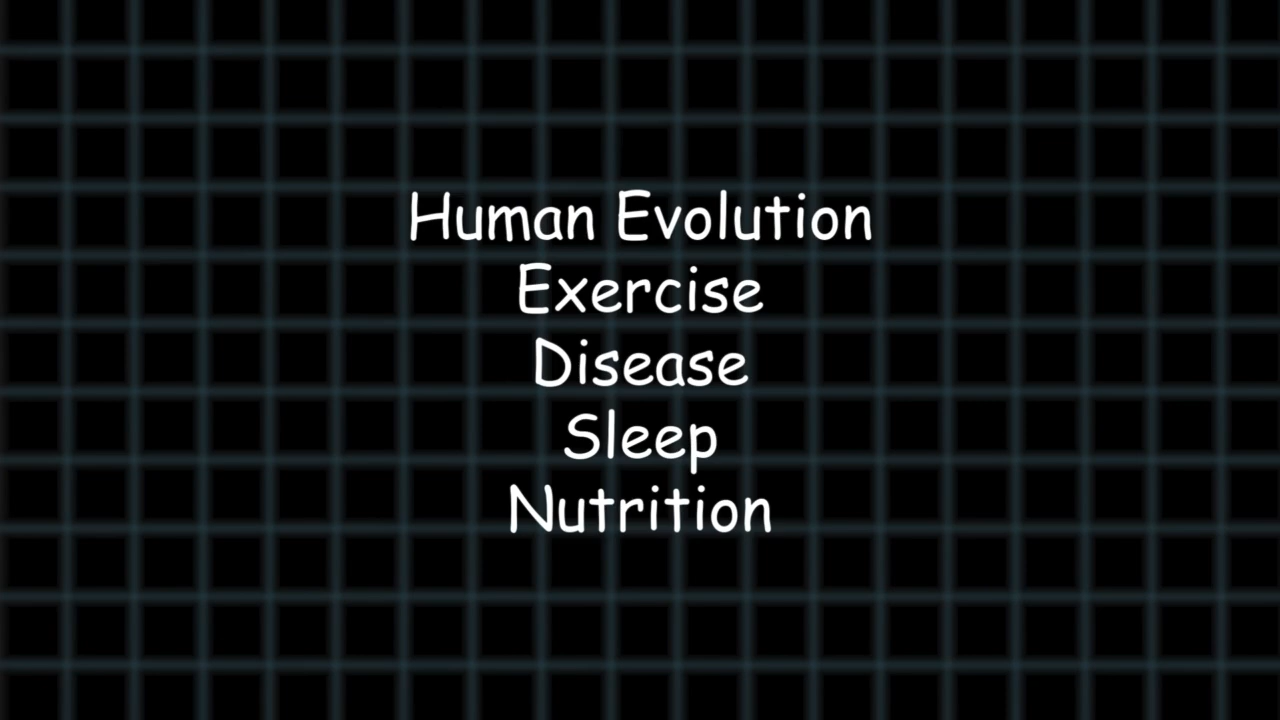 Human Evolution
Exercise
Disease
Sleep
Nutrition